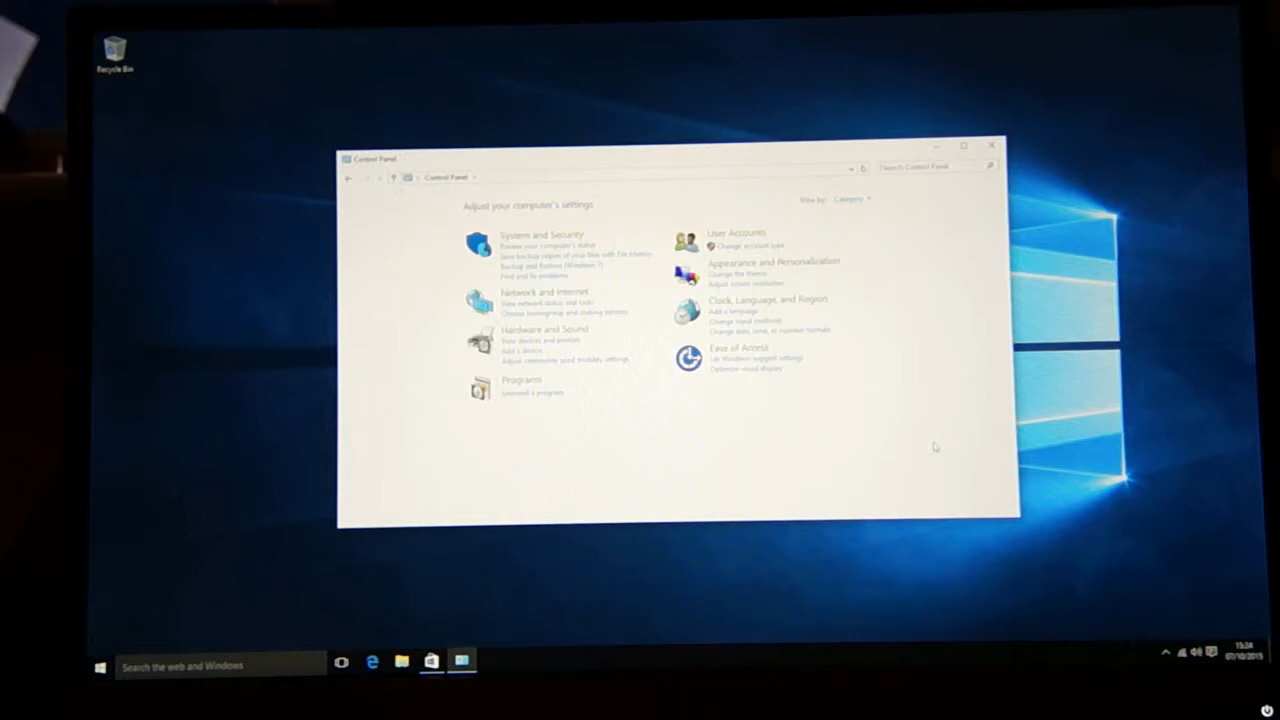 Recycle Bin
Control Panel
Control Panel
Search Control Panel
Adjust your computer's settings
View by: Category
System and Security
Review your computer's status
Save backup copies of your files with File History
Backup and Restore (Windows 7)
Find and fix problems
Network and Internet
View network status and tasks
Choose homegroup and sharing options
Hardware and Sound
View devices and printers
Add a device
Adjust commonly used mobility settings
Programs
Uninstall a program
User Accounts
Change account type
Appearance and Personalization
Change the theme
Adjust screen resolution
Clock, Language, and Region
Add a language
Change input methods
Change date, time, or number formats
Ease of Access
Let Windows suggest settings
Optimize visual display
Search the web and Windows
15:24
07/10/2015